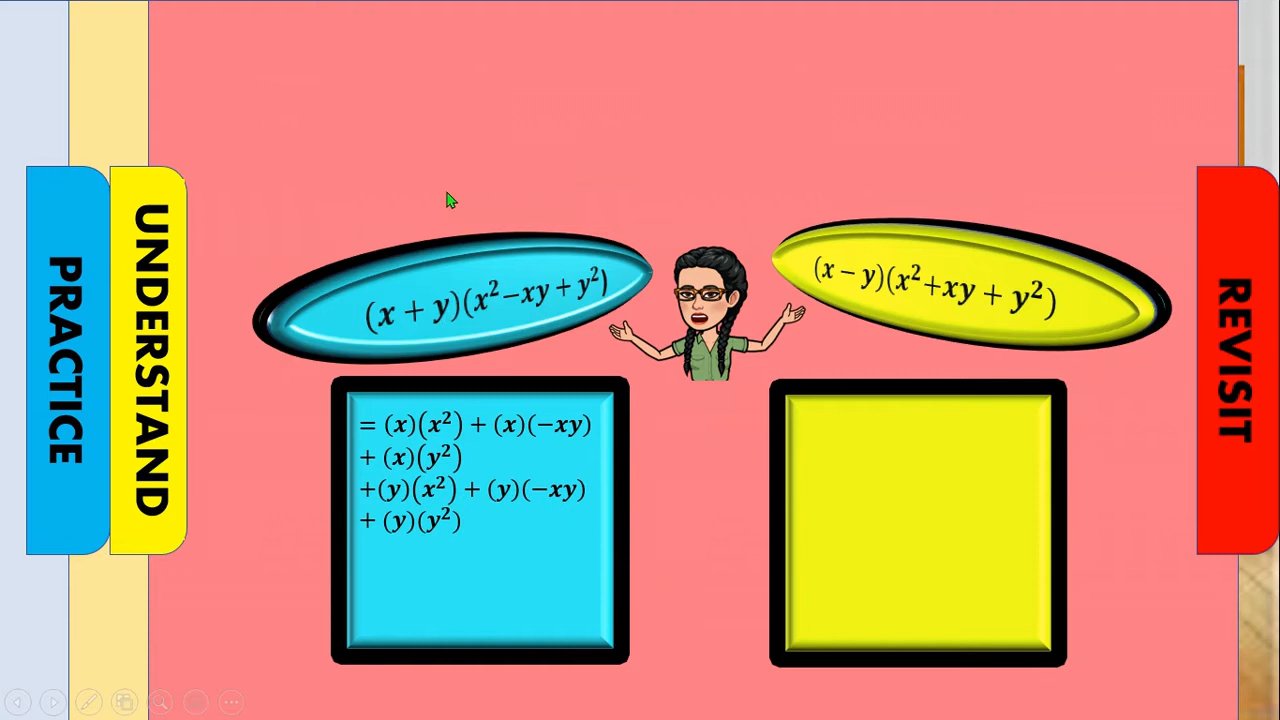 PRACTICE
UNDERSTAND
(x + y)(x²−xy + y²)
(x − y)(x²+xy + y²)
= (x)(x²) + (x)(−xy)
+ (x)(y²)
+(y)(x²) + (y)(−xy)
+ (y)(y²)
REVISIT